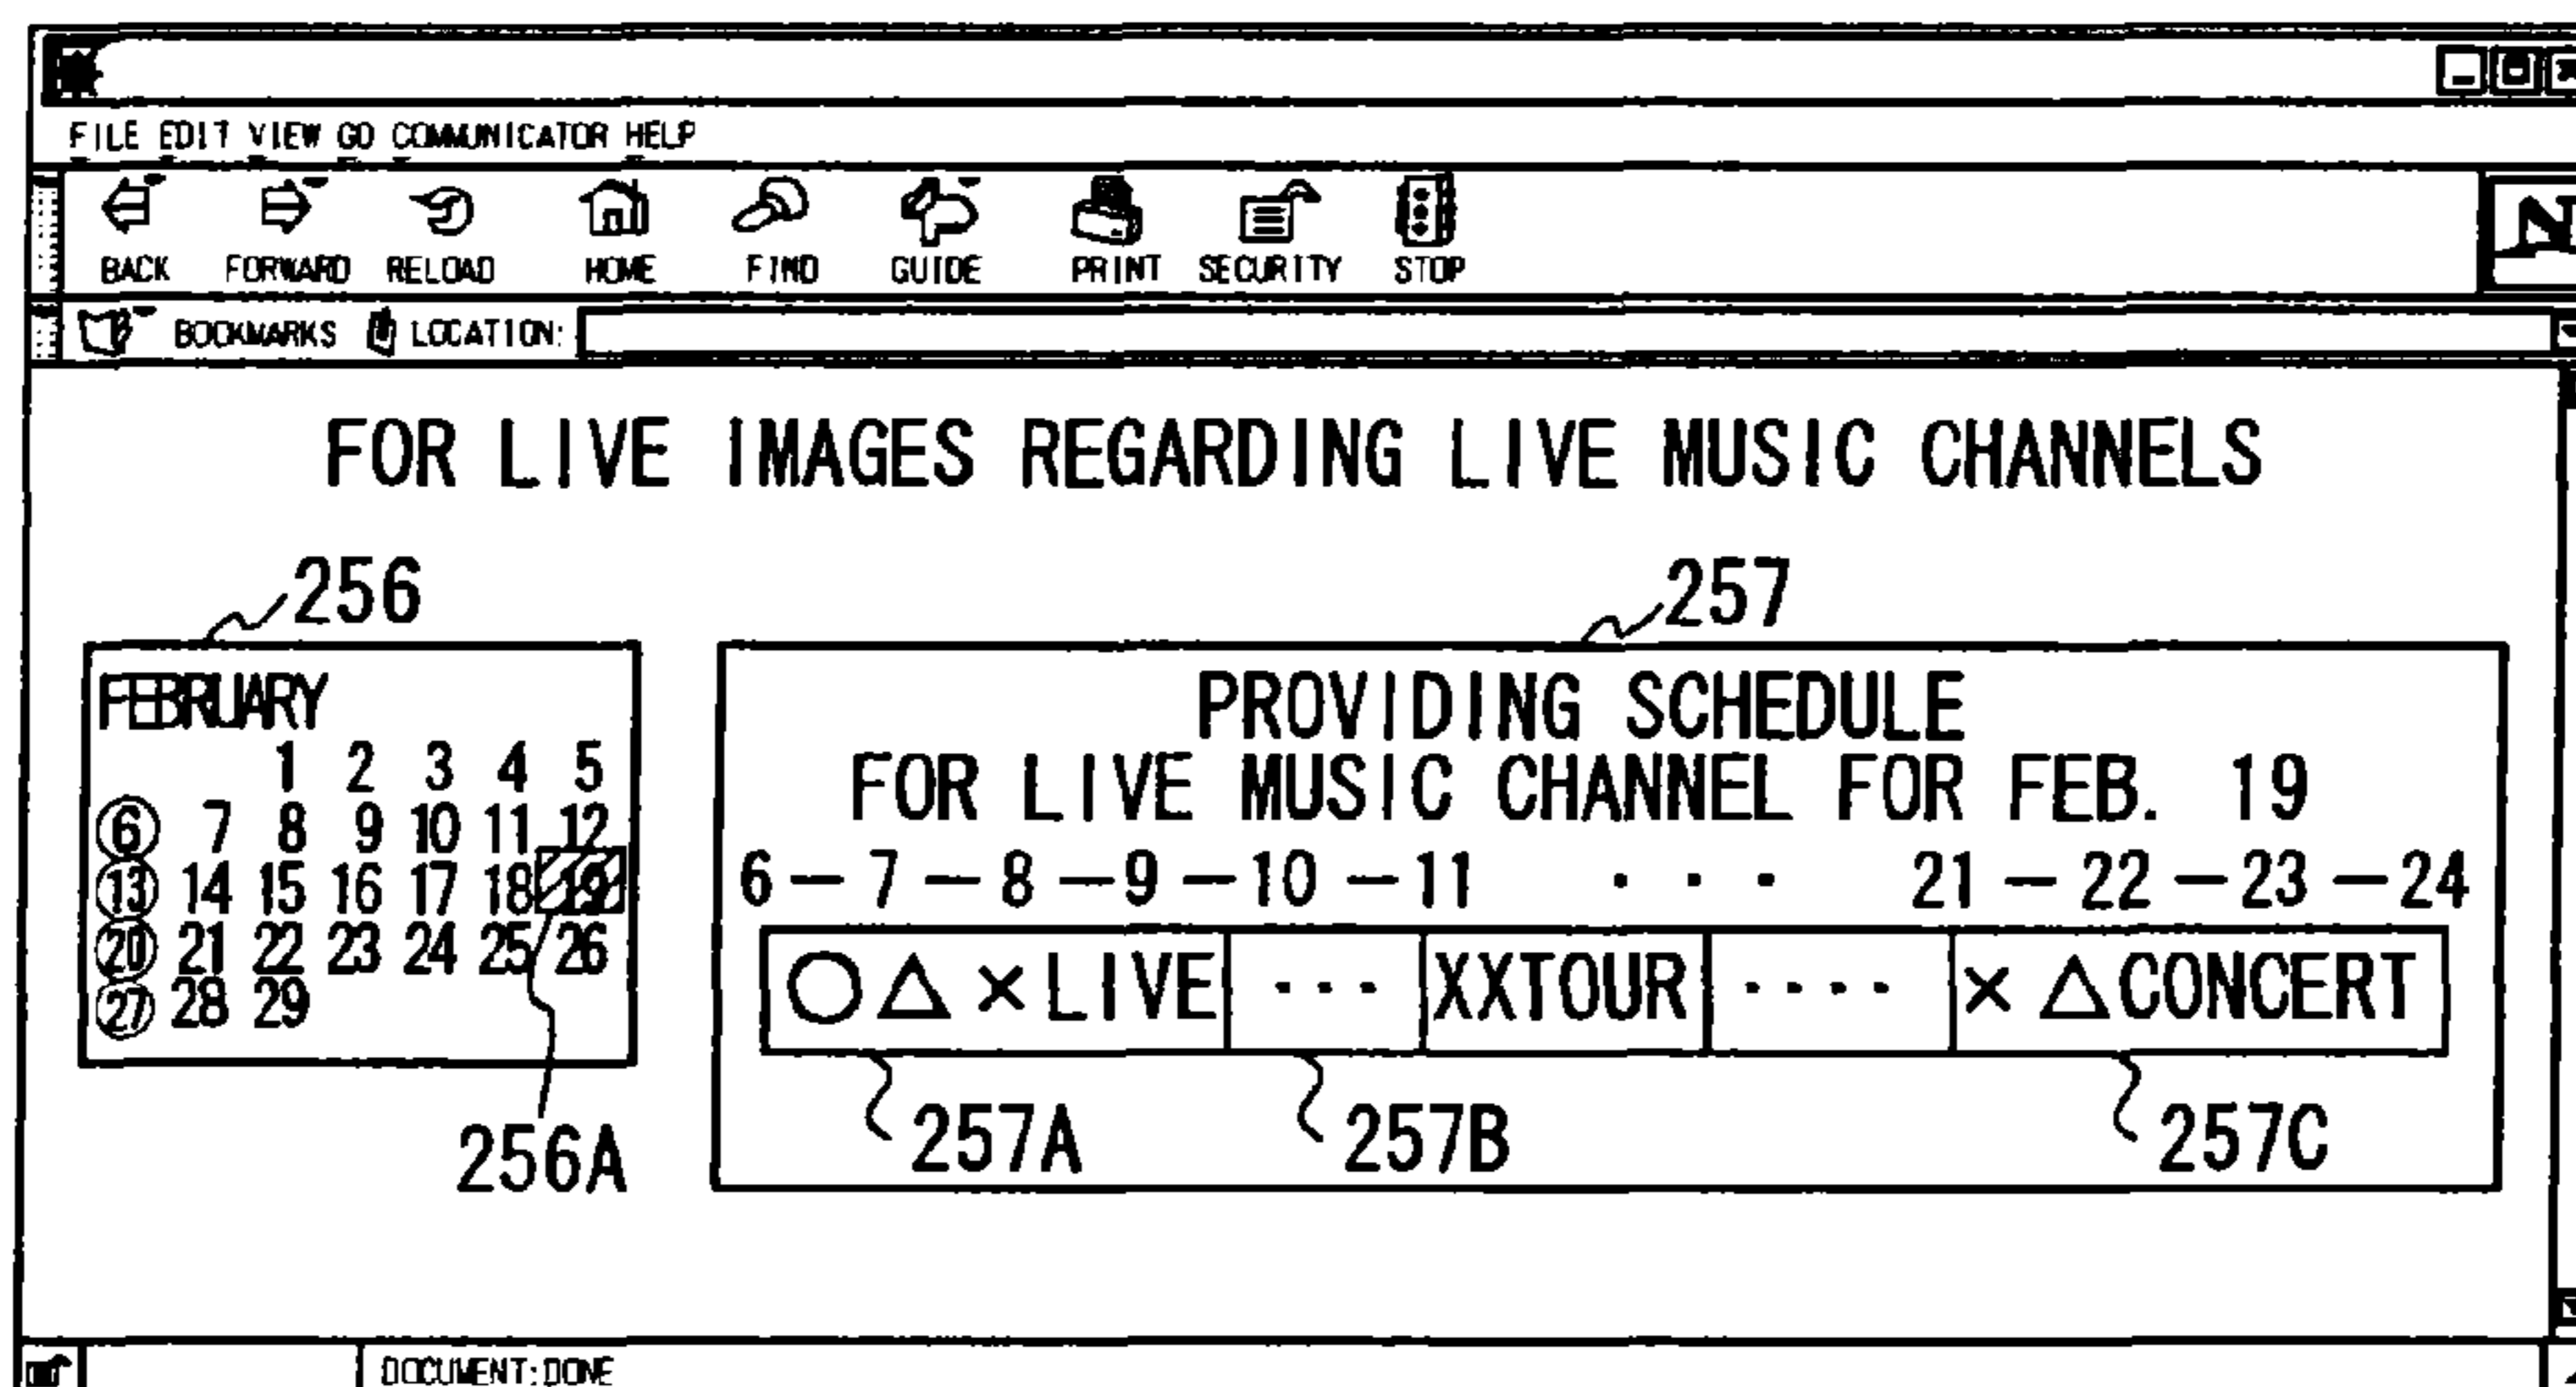 FILE EDIT VIEW GO COMMUNICATOR HELP
BACK FORWARD RELOAD HOME FIND GUIDE PRINT SECURITY STOP
N
BOOKMARKS LOCATION:
FOR LIVE IMAGES REGARDING LIVE MUSIC CHANNELS
256
257
FEBRUARY
1 2 3 4 5
6 7 8 9 10 11 12
13 14 15 16 17 18 19
20 21 22 23 24 25 26
27 28 29
256A
PROVIDING SCHEDULE
FOR LIVE MUSIC CHANNEL FOR FEB. 19
6 – 7 – 8 – 9 – 10 – 11 · · · 21 – 22 – 23 – 24
○△×LIVE ··· XXTOUR ···· ×△CONCERT
257A 257B 257C
DOCUMENT:DONE